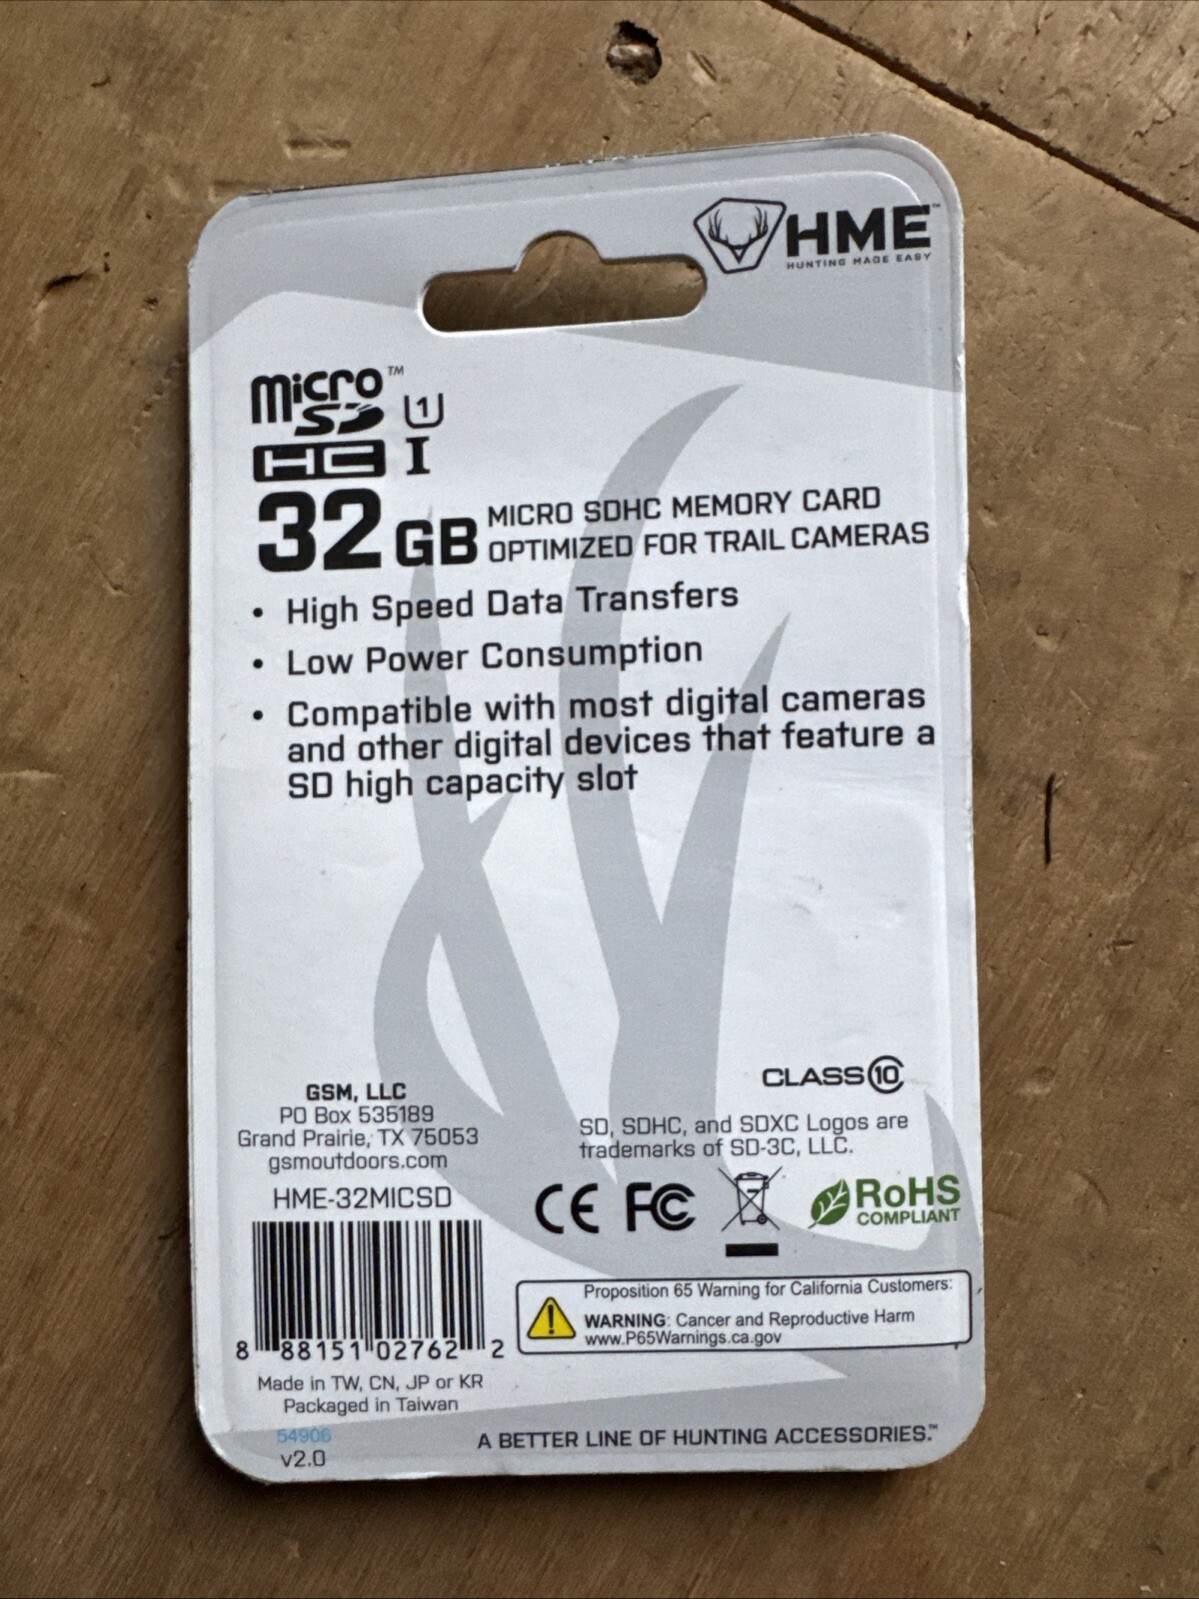 HME™
HUNTING MADE EASY
micro™
SD U1
HC I
32 GB
MICRO SDHC MEMORY CARD
OPTIMIZED FOR TRAIL CAMERAS
• High Speed Data Transfers
• Low Power Consumption
• Compatible with most digital cameras
and other digital devices that feature a
SD high capacity slot
CLASS 10
SD, SDHC, and SDXC Logos are
trademarks of SD-3C, LLC.
GSM, LLC
PO Box 535189
Grand Prairie, TX 75053
gsmoutdoors.com
HME-32MICSD
8 88151 02762 2
Made in TW, CN, JP or KR
Packaged in Taiwan
54906
v2.0
CE FC
RoHS
COMPLIANT
Proposition 65 Warning for California Customers:
WARNING: Cancer and Reproductive Harm
www.P65Warnings.ca.gov
A BETTER LINE OF HUNTING ACCESSORIES.™